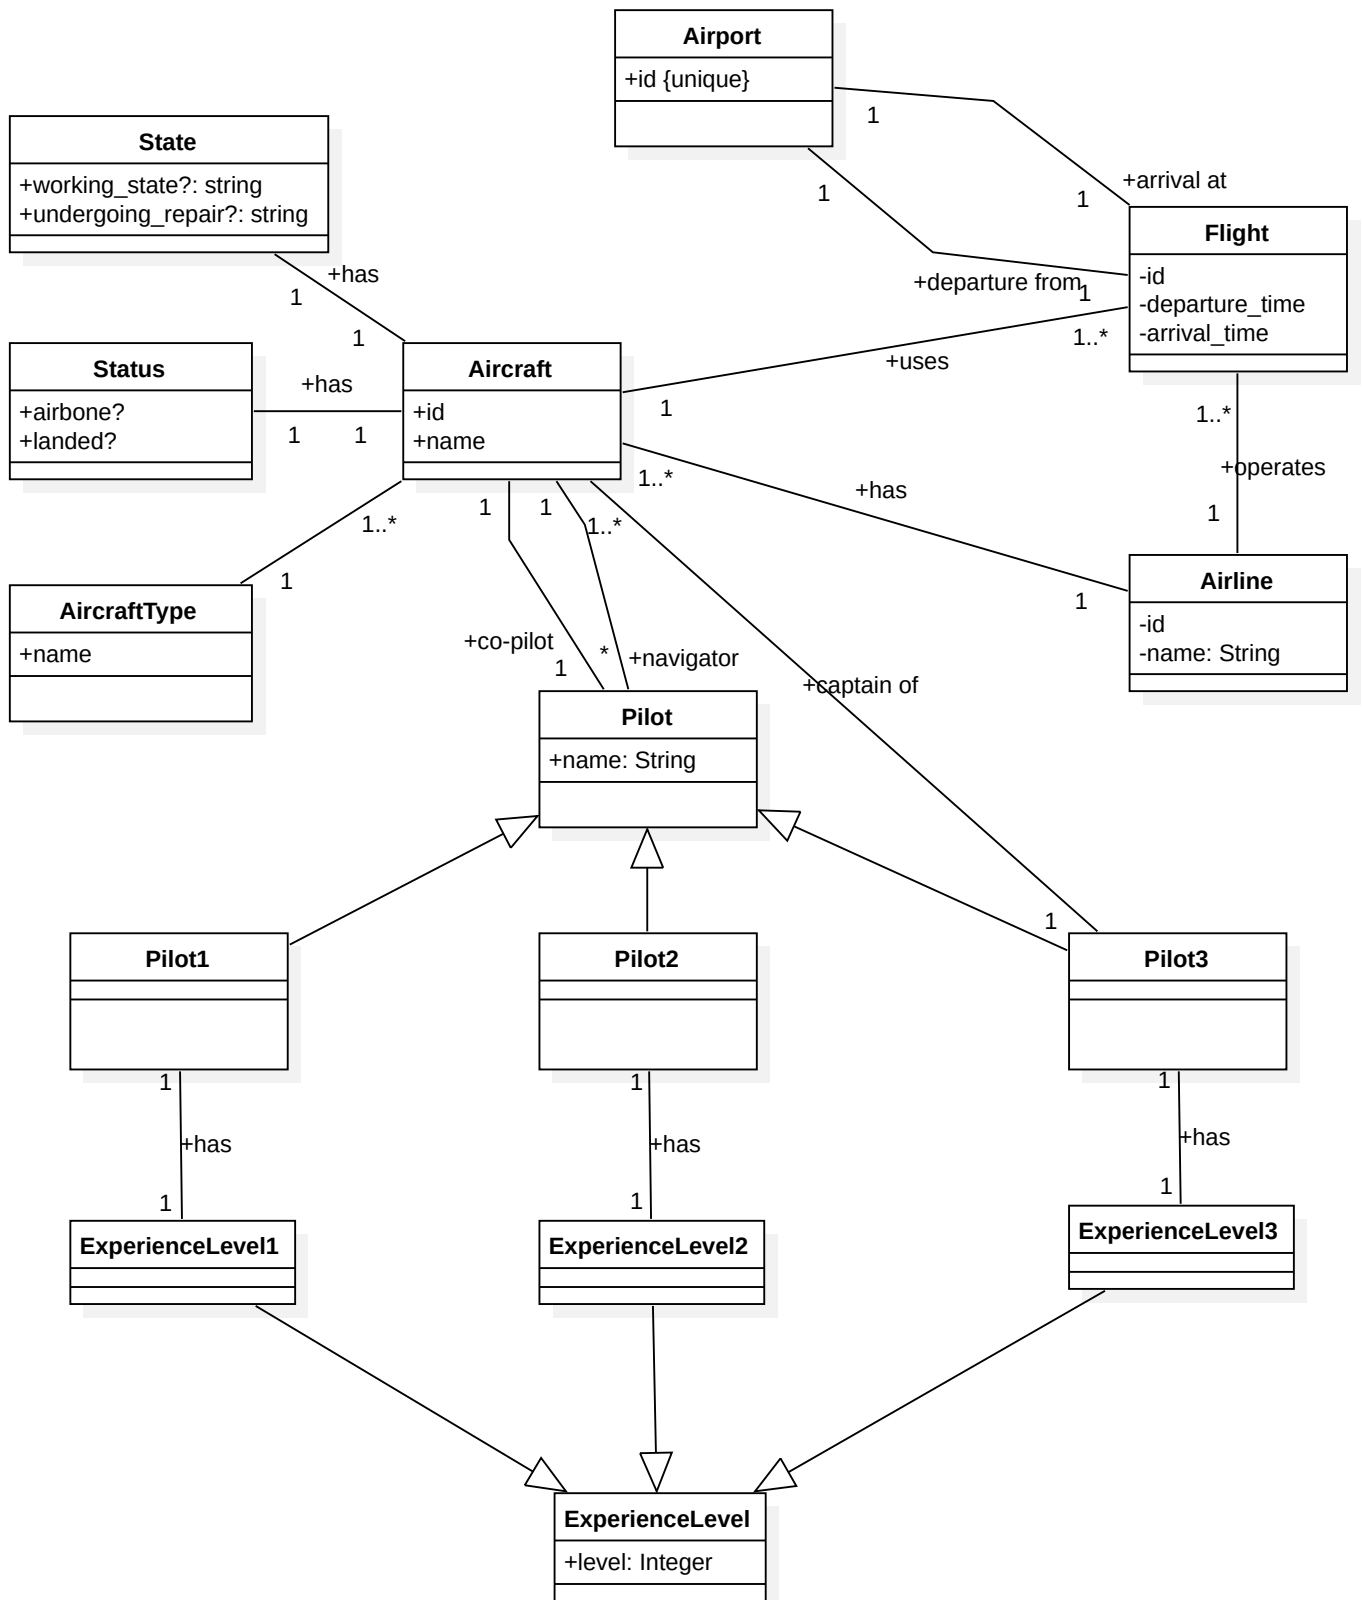 Airport
+id {unique}
1
+arrival at
1
1
+departure from
1
State
+working_state?: string
+undergoing_repair?: string
+has
1
1
Flight
-id
-departure_time
-arrival_time
1..*
+uses
1
Status
+airbone?
+landed?
+has
1
1
Aircraft
+id
+name
1..*
+operates
1
1..*
+has
1
1..*
1
1
1
1..*
AircraftType
+name
Airline
-id
-name: String
+co-pilot
1
*
+navigator
+captain of
Pilot
+name: String
1
Pilot1
Pilot2
Pilot3
1
+has
1
1
+has
1
1
+has
1
ExperienceLevel1
ExperienceLevel2
ExperienceLevel3
ExperienceLevel
+level: Integer